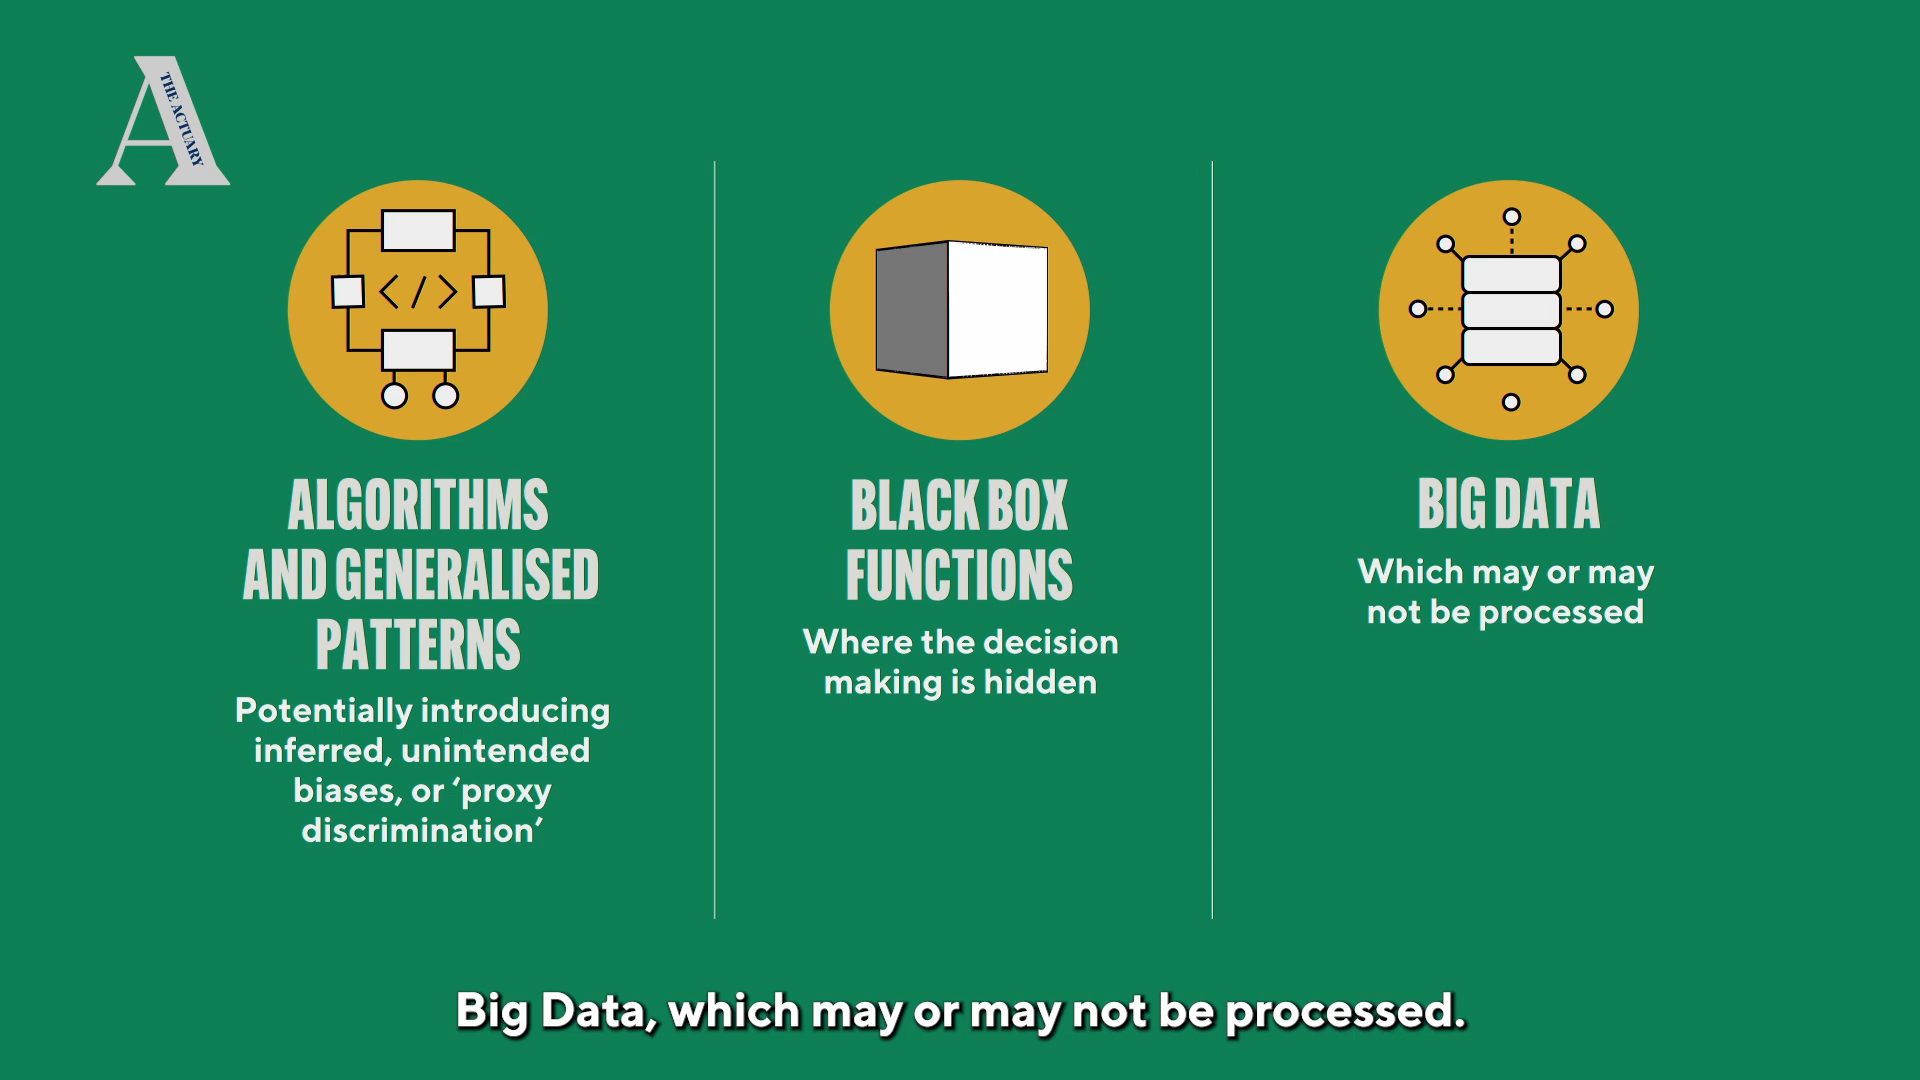 THE ACTUARY
</>
ALGORITHMS
AND GENERALISED
PATTERNS
Potentially introducing
inferred, unintended
biases, or ‘proxy
discrimination’
BLACK BOX
FUNCTIONS
Where the decision
making is hidden
BIG DATA
Which may or may
not be processed
Big Data, which may or may not be processed.